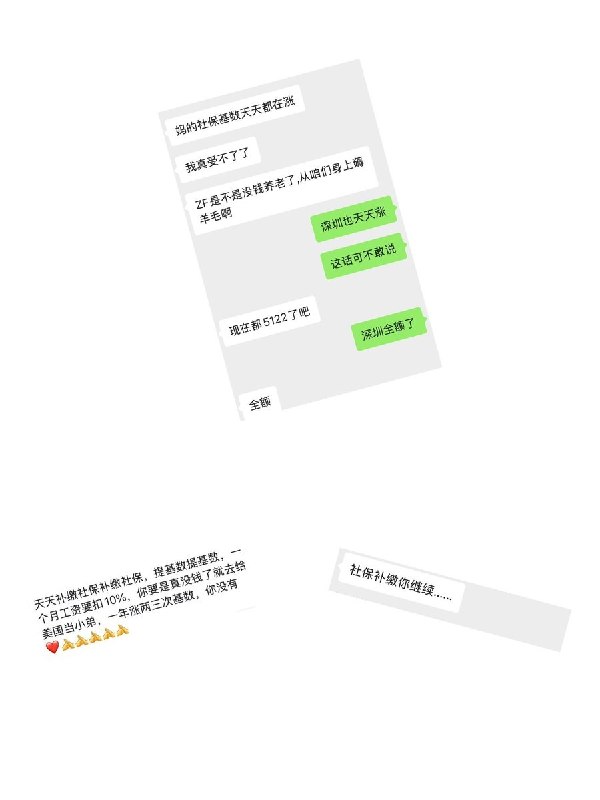 妈的社保基数天天都在涨
我真受不了了
ZF是不是没钱养老了,从咱们身上薅
羊毛啊
深圳也天天涨
这话可不敢说
现在都5122了吧
深圳全额了
全额
天天补缴社保补缴社保，提基数提基数，一
个月工资要扣10%，你要是真没钱了就去给
美国当小弟，一年涨两三次基数，你没有
❤️🍌🍌🍌🍌🍌
社保补缴你继续……